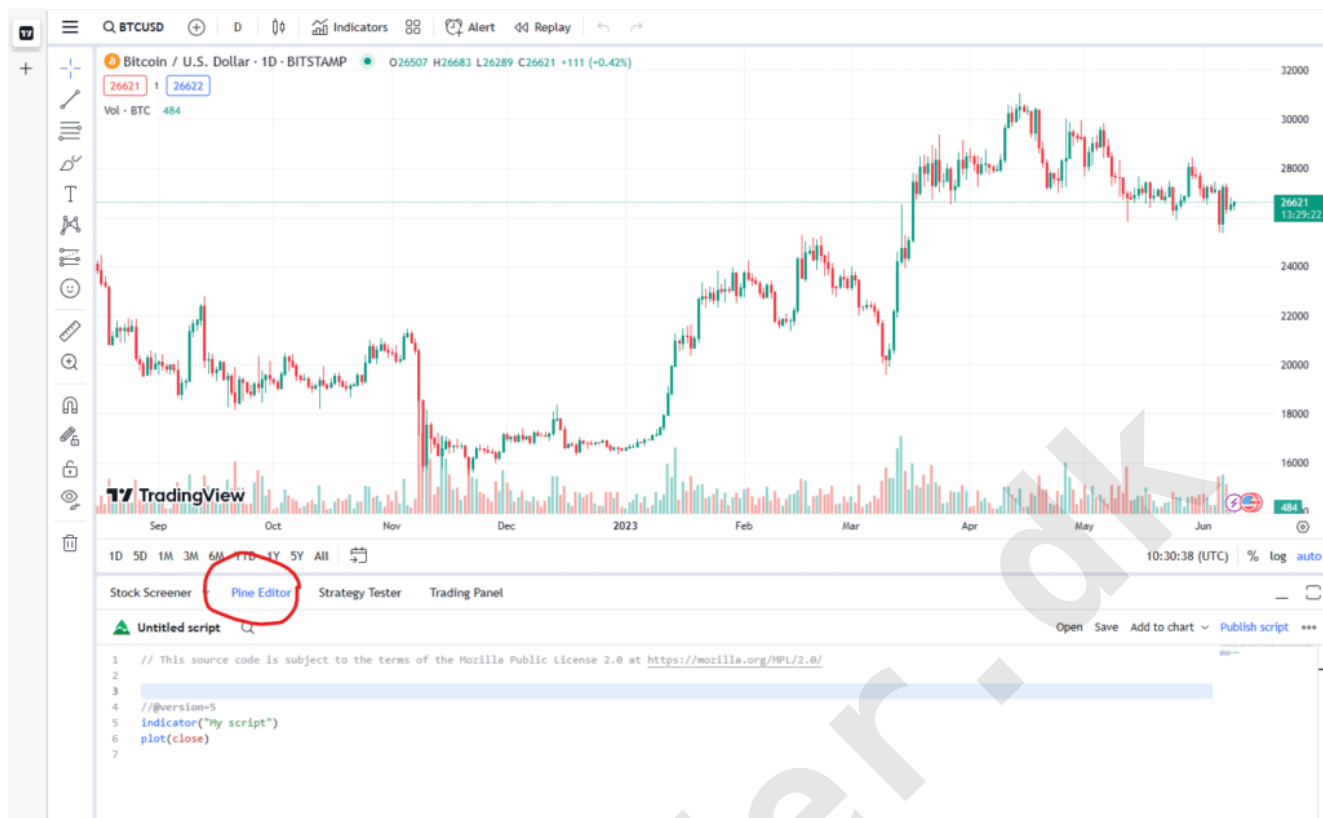 BTCUSD D Indicators Alert Replay
Bitcoin / U.S. Dollar · 1D · BITSTAMP O26507 H26683 L26289 C26621 +111 (+0.42%)
26621 1 26622
Vol · BTC 484
32000
30000
28000
26621
13:29:22
24000
22000
20000
18000
16000
TradingView
484
Sep Oct Nov Dec 2023 Feb Mar Apr May Jun
1D 5D 1M 3M 6M YTD 1Y 5Y All 10:30:38 (UTC) % log auto
Stock Screener Pine Editor Strategy Tester Trading Panel
Untitled script Open Save Add to chart Publish script
1 // This source code is subject to the terms of the Mozilla Public License 2.0 at https://mozilla.org/MPL/2.0/
2
3
4 //@version=5
5 indicator("My script")
6 plot(close)
7